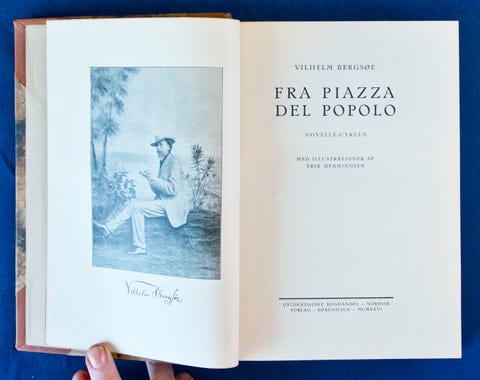 Vilhelm Bergsøe
VILHELM BERGSØE
FRA PIAZZA
DEL POPOLO
NOVELLE-CYKLUS
MED ILLUSTRATIONER AF
ERIK HENNINGSEN
GYLDENDALSKE BOGHANDEL - NORDISK
FORLAG - KØBENHAVN - MCMXXVI